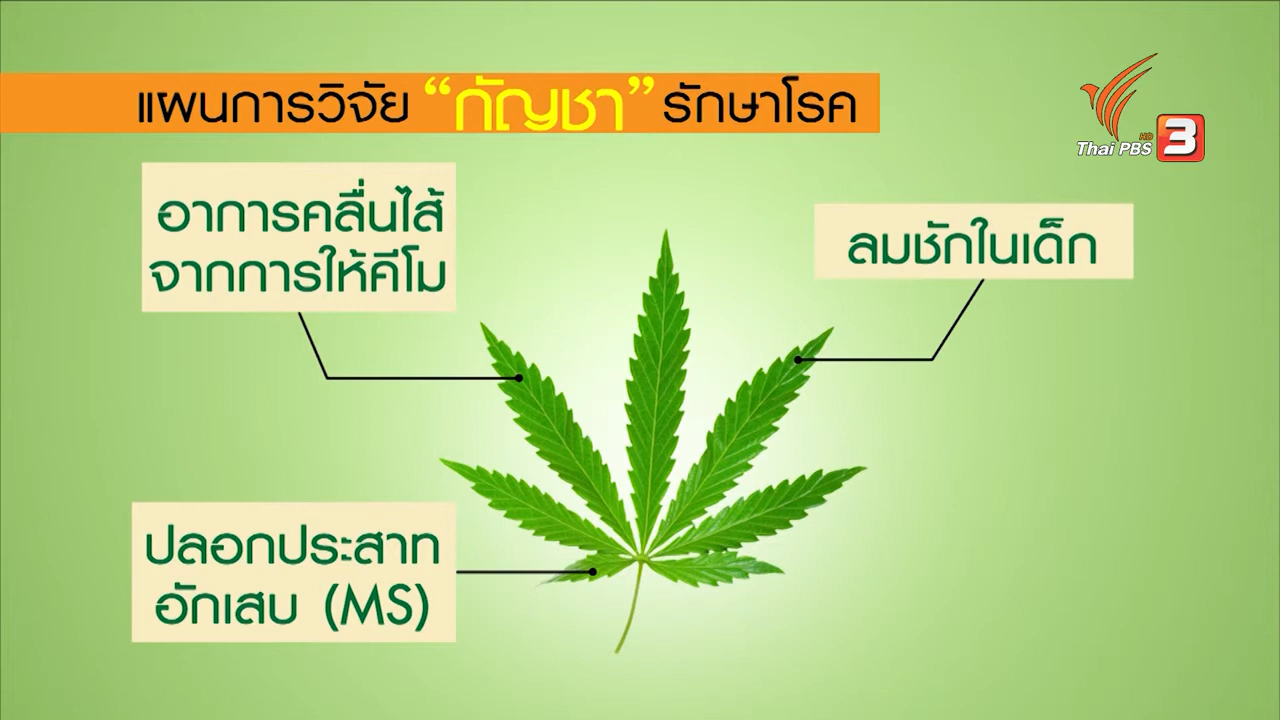 แผนการวิจัย “กัญชา” รักษาโรค
HD
Thai PBS 3
อาการคลื่นไส้
จากการให้คีโม
ลมชักในเด็ก
ปลอกประสาท
อักเสบ (MS)